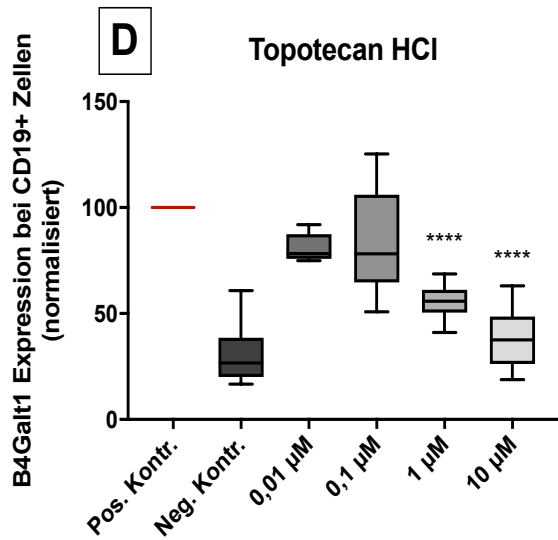 D
Topotecan HCl
B4Galt1 Expression bei CD19+ Zellen
(normalisiert)
150
100
50
0
****
****
Pos. Kontr.
Neg. Kontr.
0,01 µM
0,1 µM
1 µM
10 µM